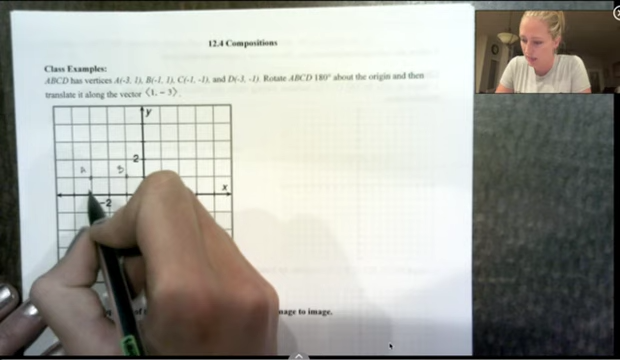 12.4 Compositions
Class Examples:
ABCD has vertices A(-3, 1), B(-1, 1), C(-1, -1), and D(-3, -1). Rotate ABCD 180° about the origin and then
translate it along the vector ⟨1, - 3⟩.
y
A B 2
x
-2
image to image.